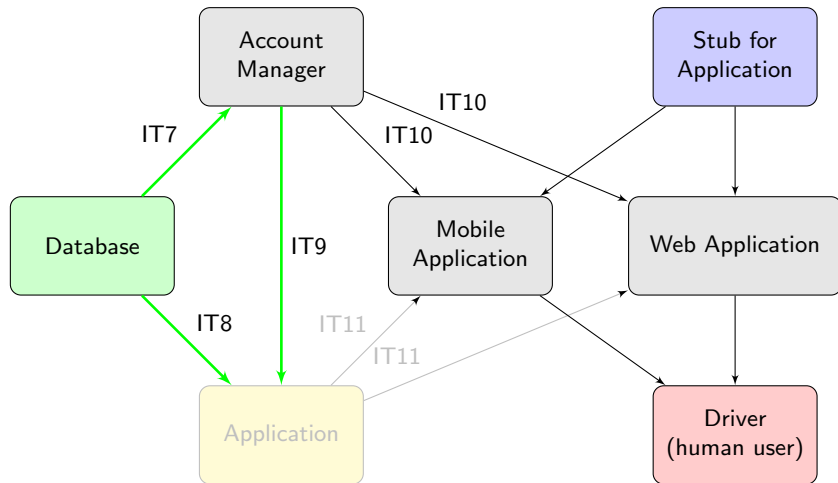 Account
Manager
Stub for
Application
IT10
IT7
IT10
Database
IT9
Mobile
Application
Web Application
IT8
IT11
IT11
Application
Driver
(human user)